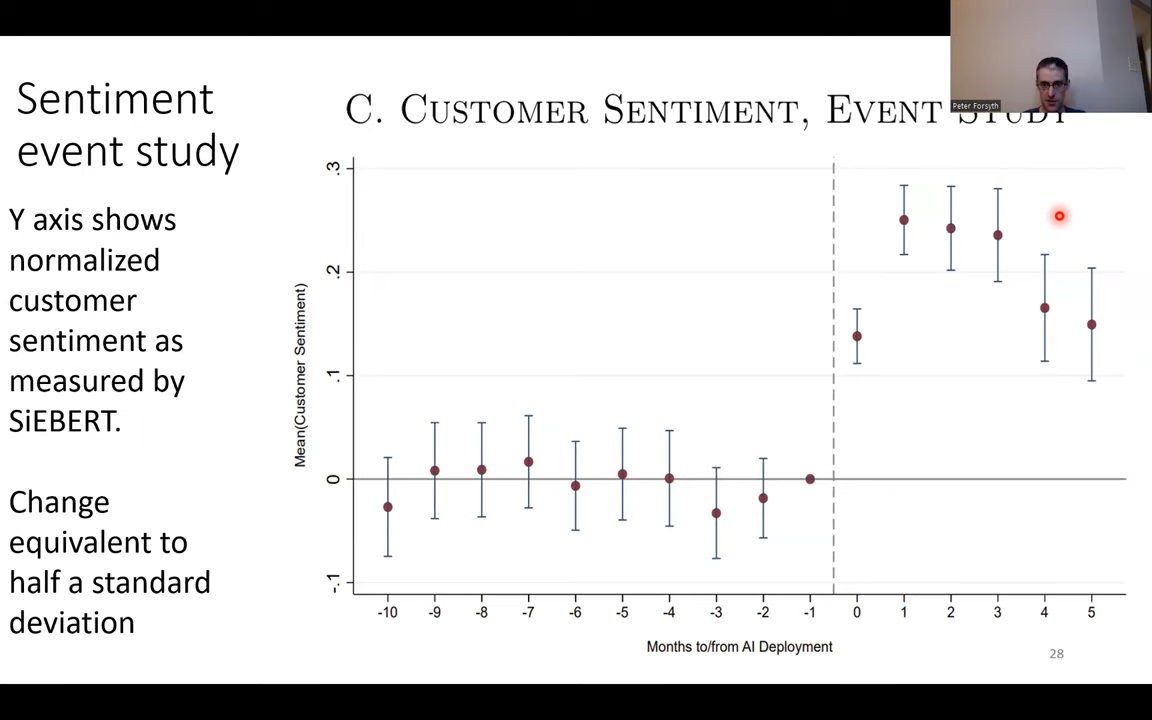 Peter Forsyth
Sentiment
event study
C. CUSTOMER SENTIMENT, EVENT STUDY
Y axis shows
normalized
customer
sentiment as
measured by
SiEBERT.
Change
equivalent to
half a standard
deviation
Mean(Customer Sentiment)
.3
.2
.1
0
-.1
-10 -9 -8 -7 -6 -5 -4 -3 -2 -1 0 1 2 3 4 5
Months to/from AI Deployment
28